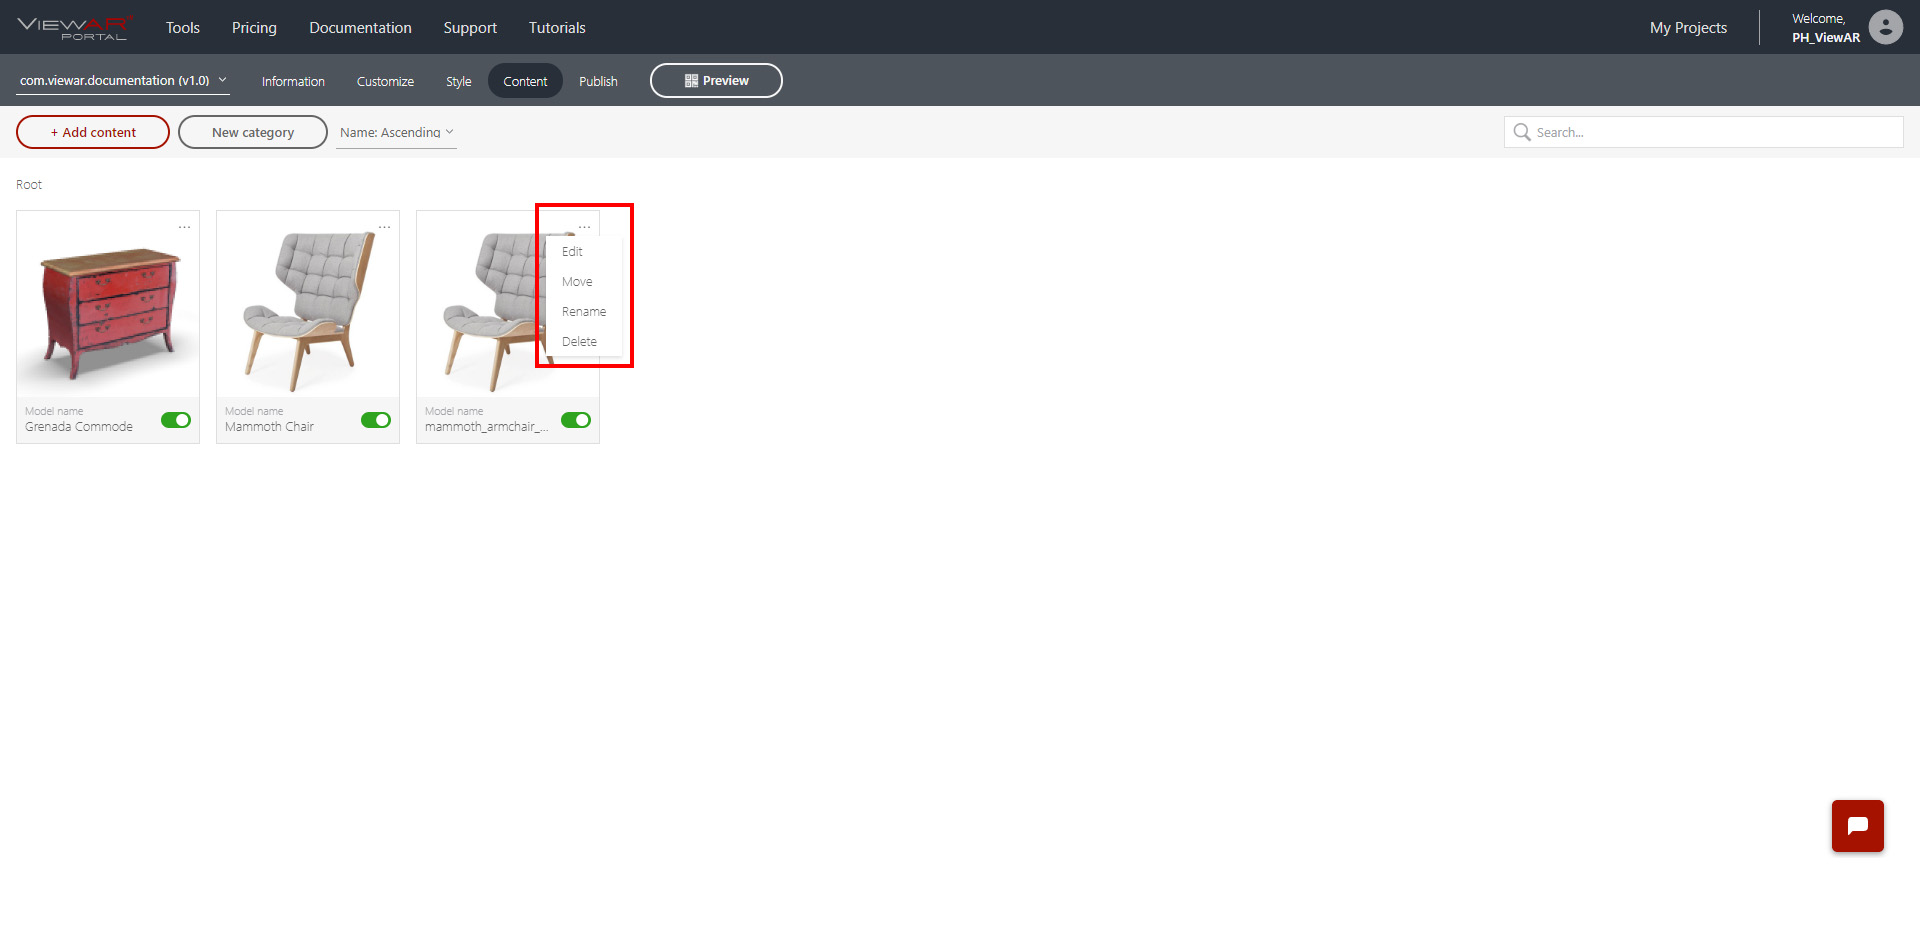 VIEWAR PORTAL
Tools Pricing Documentation Support Tutorials
My Projects
Welcome,
PH_ViewAR
com.viewar.documentation (v1.0)
Information Customize Style Content Publish Preview
+ Add content New category Name: Ascending
Search...
Root
...
...
...
Edit
Move
Rename
Delete
Model name
Grenada Commode
Model name
Mammoth Chair
Model name
mammoth_armchair_...